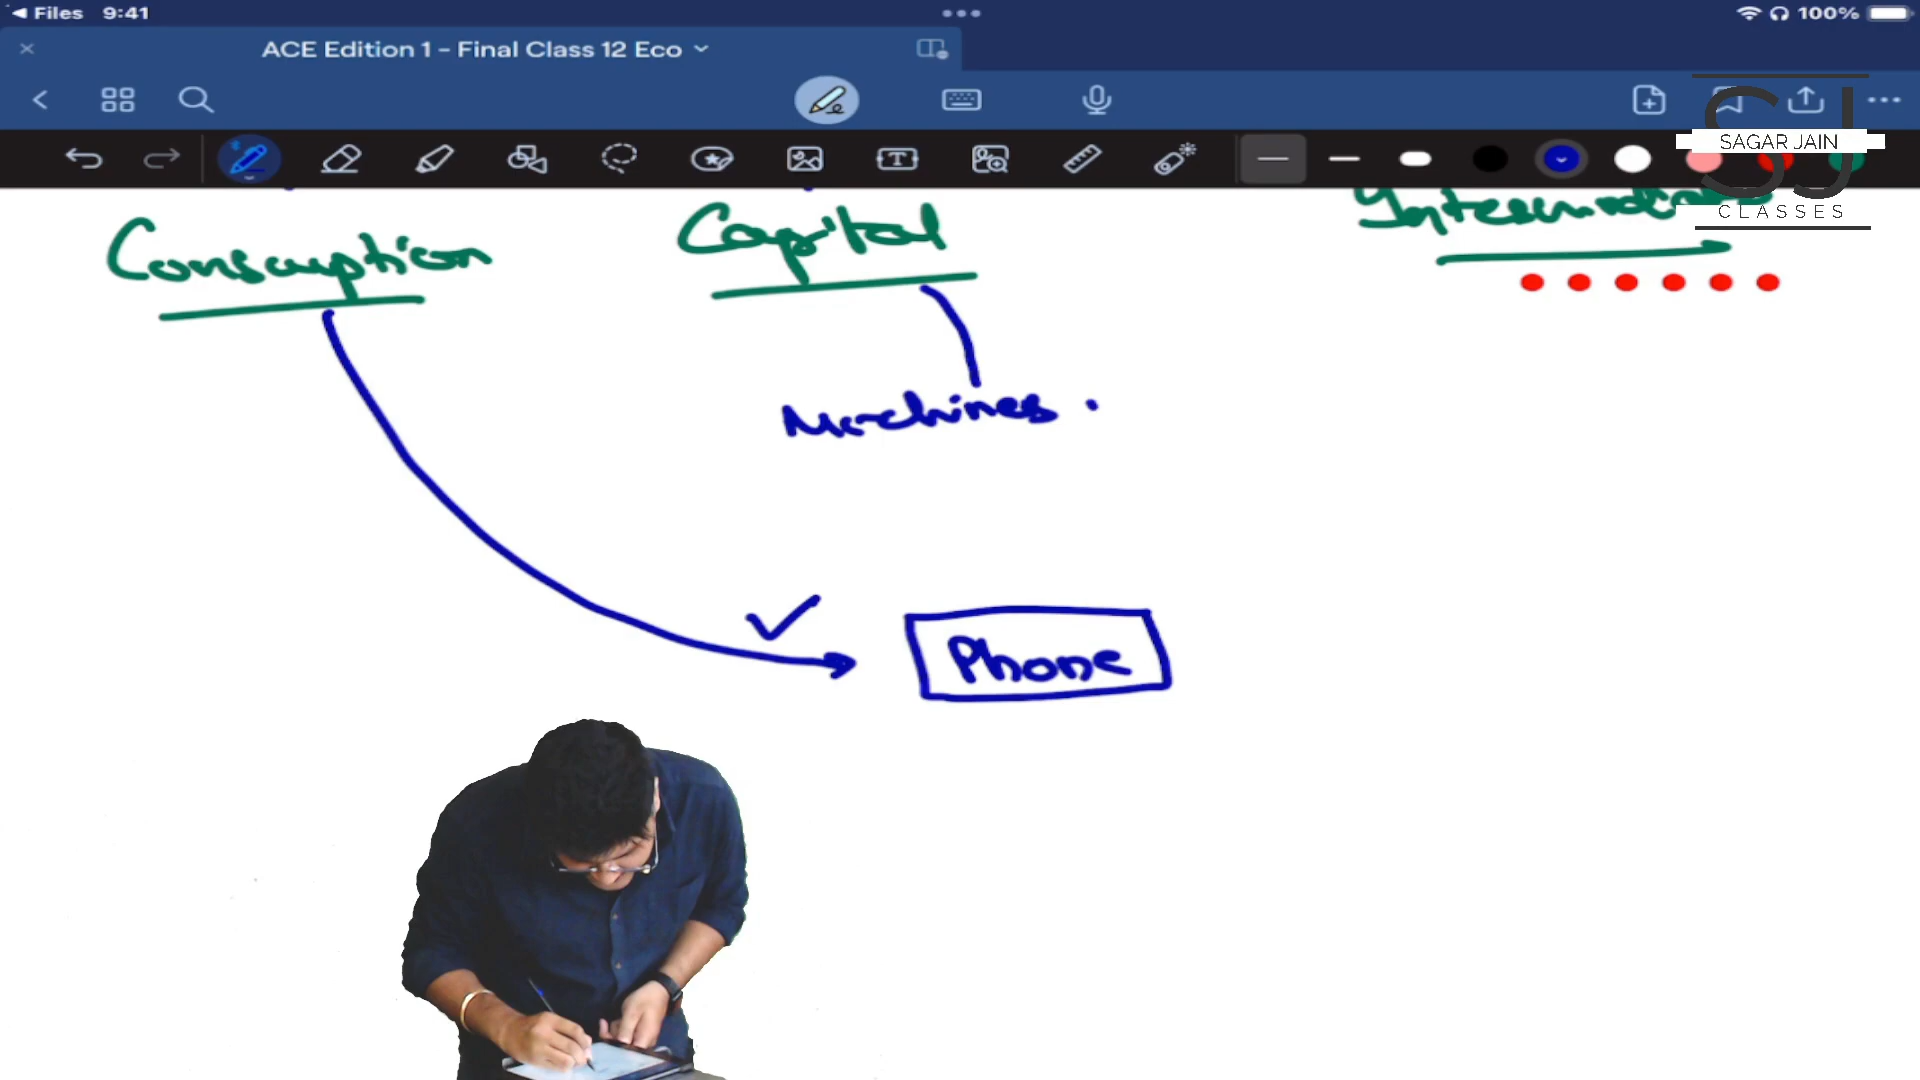 Files 9:41 100%
ACE Edition 1 - Final Class 12 Eco
SAGAR JAIN
CLASSES
Consumption Capital
Machines.
Phone